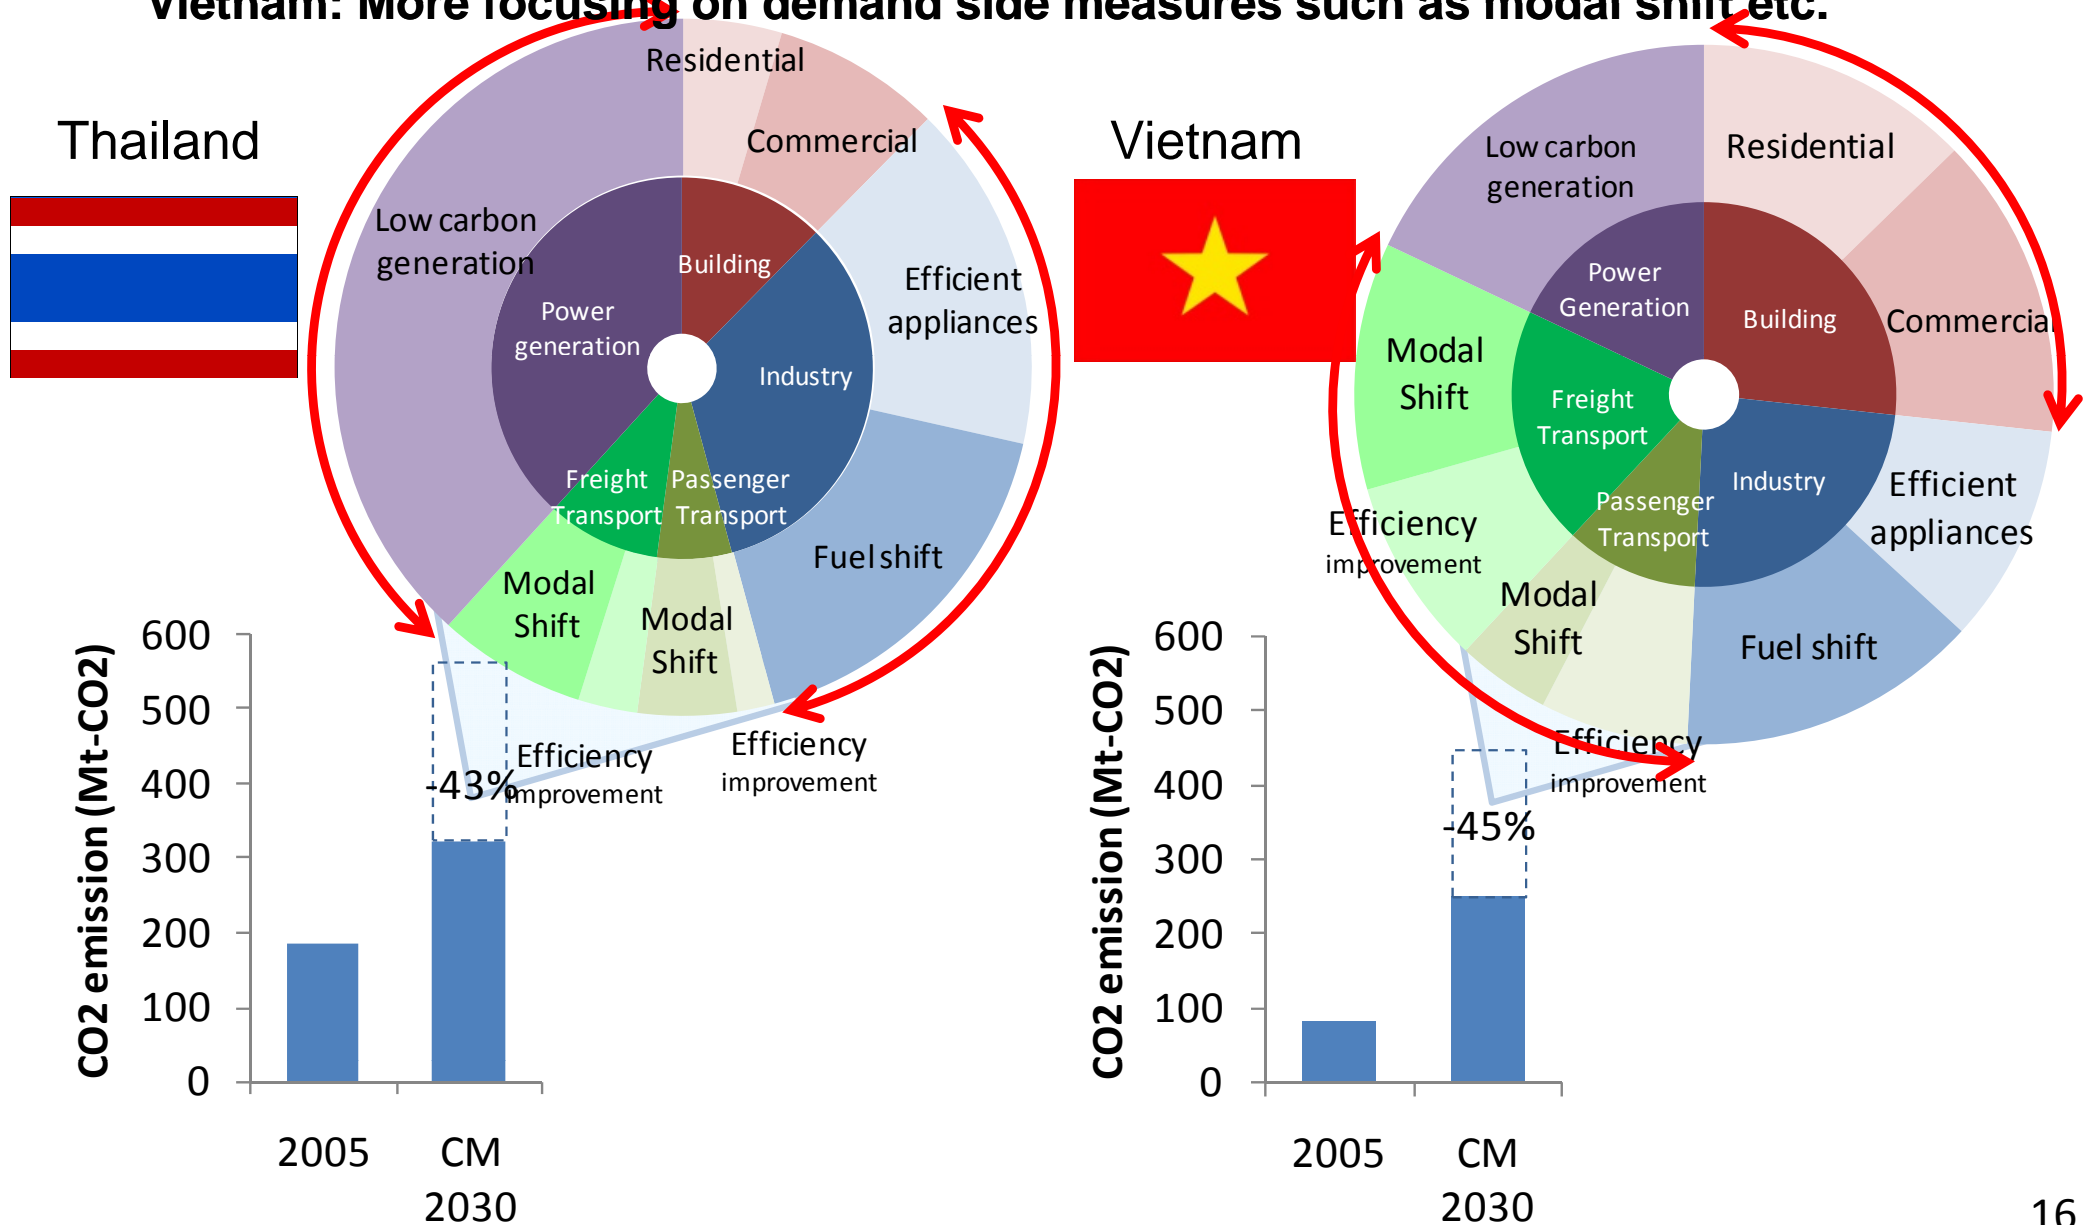 Vietnam: More focusing on demand side measures such as modal shift etc.
Thailand
Residential
Commercial
Low carbon
generation
Efficient
appliances
Building
Power
generation
Industry
Freight
Transport
Passenger
Transport
Fuel shift
Modal
Shift
Modal
Shift
Efficiency
improvement
Efficiency
improvement
CO2 emission (Mt-CO2)
600
500
400
300
200
100
0
-43%
2005
CM
2030
Vietnam
Low carbon
generation
Residential
Commercial
Power
Generation
Building
Modal
Shift
Freight
Transport
Industry
Passenger
Transport
Efficient
appliances
Efficiency
improvement
Modal
Shift
Fuel shift
Efficiency
improvement
CO2 emission (Mt-CO2)
600
500
400
300
200
100
0
-45%
2005
CM
2030
16